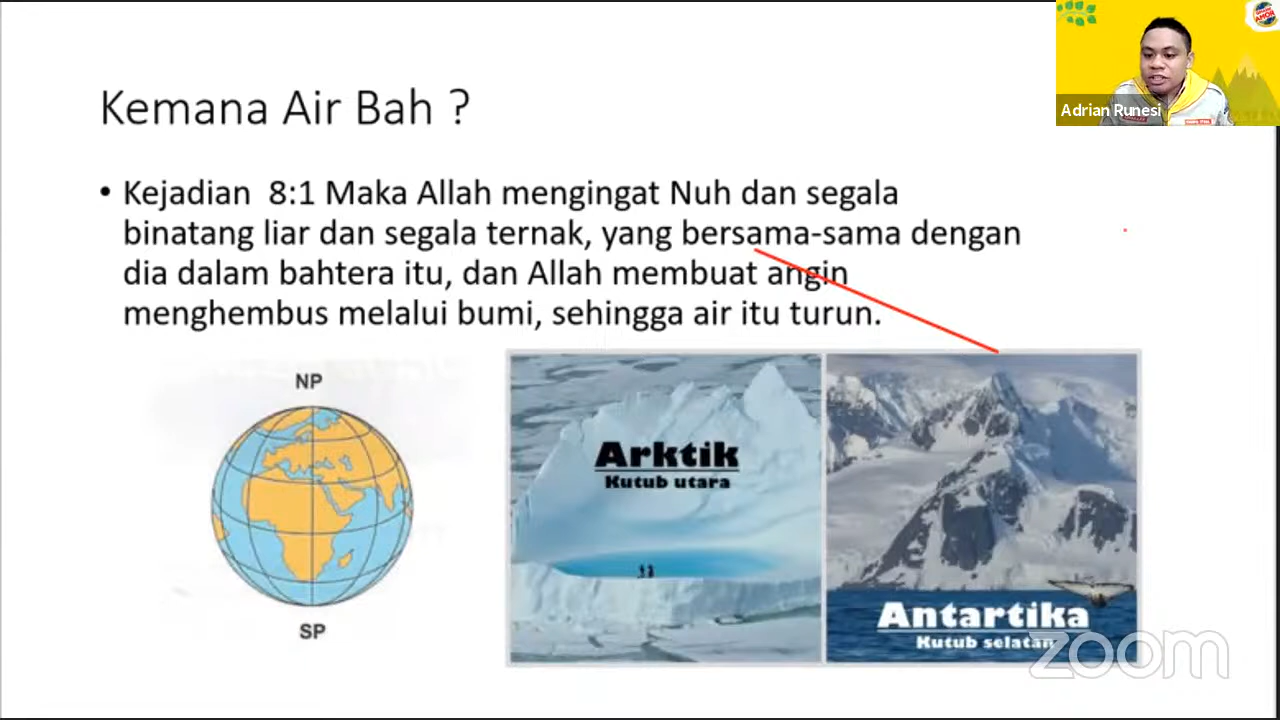 Kemana Air Bah ?
• Kejadian  8:1 Maka Allah mengingat Nuh dan segala
binatang liar dan segala ternak, yang bersama-sama dengan
dia dalam bahtera itu, dan Allah membuat angin
menghembus melalui bumi, sehingga air itu turun.
Adrian Runesi
NP
SP
Arktik
Kutub utara
Antartika
Kutub selatan
zoom